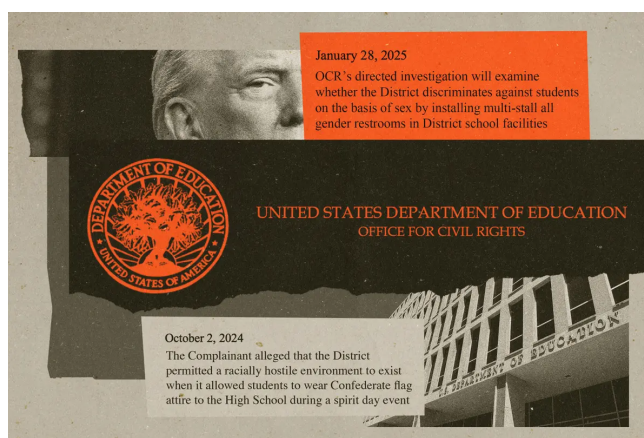 January 28, 2025
OCR's directed investigation will examine
whether the District discriminates against students
on the basis of sex by installing multi-stall all
gender restrooms in District school facilities
DEPARTMENT OF EDUCATION
UNITED STATES OF AMERICA
UNITED STATES DEPARTMENT OF EDUCATION
OFFICE FOR CIVIL RIGHTS
October 2, 2024
The Complainant alleged that the District
permitted a racially hostile environment to exist
when it allowed students to wear Confederate flag
attire to the High School during a spirit day event
DEPARTMENT OF EDUCATION